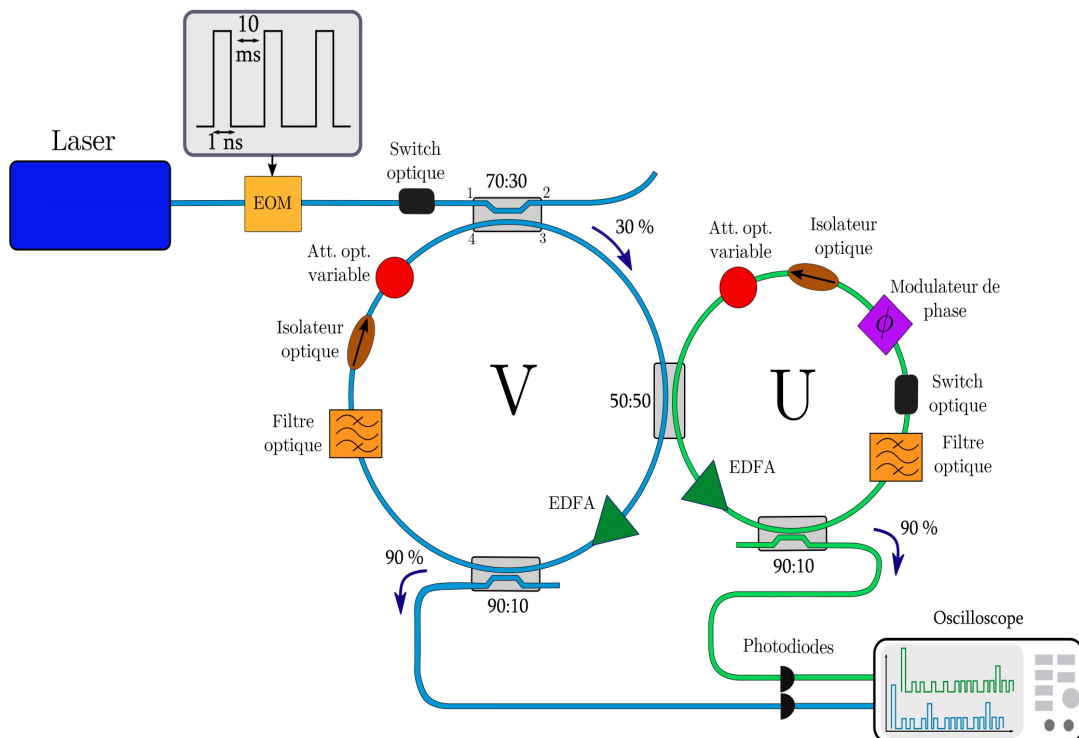 10
ms
1 ns
Laser
EOM
Switch
optique
70:30
1
2
4
3
30 %
Att. opt.
variable
Isolateur
optique
Filtre
optique
V
EDFA
90 %
90:10
50:50
Att. opt.
variable
Isolateur
optique
Modulateur de
phase
ϕ
U
Switch
optique
Filtre
optique
EDFA
90 %
90:10
Photodiodes
Oscilloscope